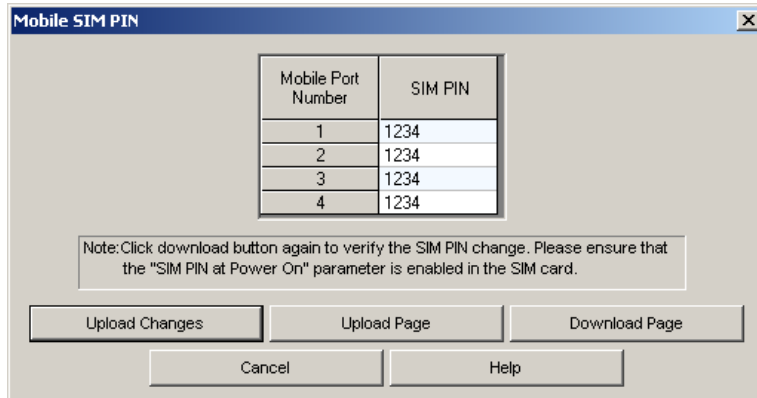 Mobile SIM PIN
Mobile Port
Number
SIM PIN
1 1234
2 1234
3 1234
4 1234
Note:Click download button again to verify the SIM PIN change. Please ensure that
the "SIM PIN at Power On" parameter is enabled in the SIM card.
Upload Changes Upload Page Download Page
Cancel Help